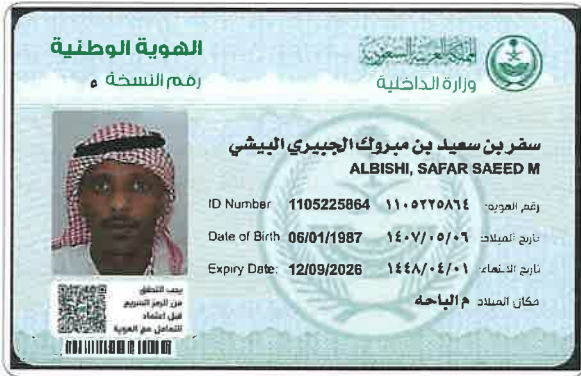 المملكة العربية السعودية
وزارة الداخلية
الهوية الوطنية
رقم النسخة ٥
سفر بن سعيد بن مبروك الجبيري البيشي
ALBISHI, SAFAR SAEED M
ID Number 1105225864 ١١٠٥٢٢٥٨٦٤ رقم الهوية:
Date of Birth 06/01/1987 ١٤٠٧/٠٥/٠٦ تاريخ الميلاد:
Expiry Date: 12/09/2026 ١٤٤٨/٠٤/٠١ تاريخ الانتهاء:
مكان الميلاد م الباحه
يجب التحقق
من الرمز السريع
قبل اعتماد
التعامل مع الهوية